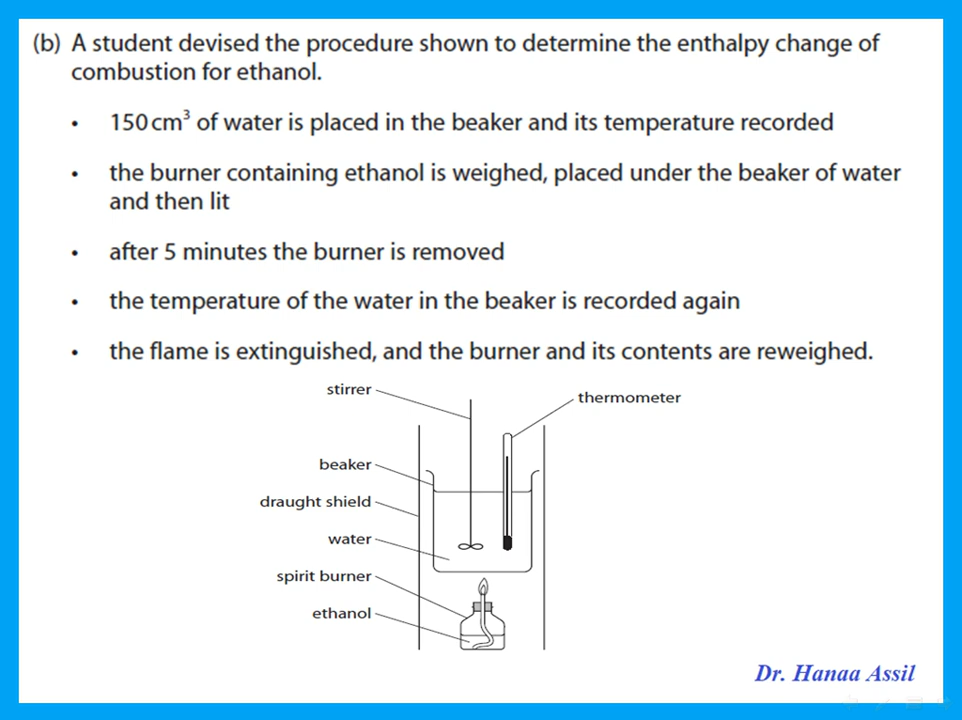 (b) A student devised the procedure shown to determine the enthalpy change of
combustion for ethanol.
• 150 cm³ of water is placed in the beaker and its temperature recorded
• the burner containing ethanol is weighed, placed under the beaker of water
and then lit
• after 5 minutes the burner is removed
• the temperature of the water in the beaker is recorded again
• the flame is extinguished, and the burner and its contents are reweighed.
stirrer
thermometer
beaker
draught shield
water
spirit burner
ethanol
Dr. Hanaa Assil